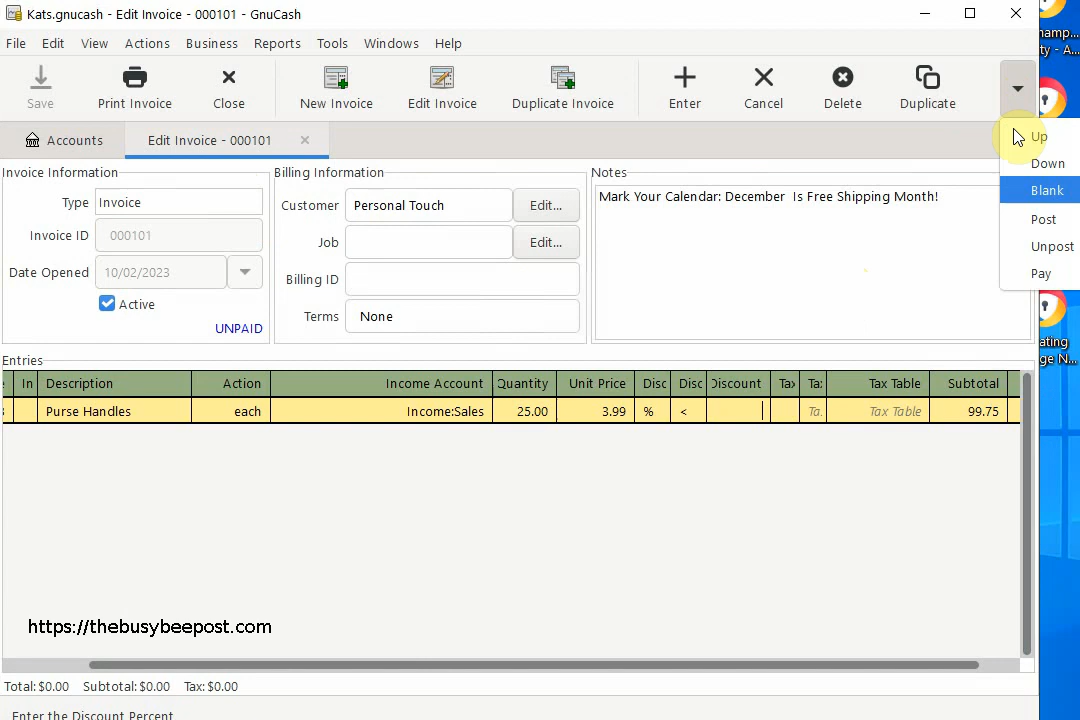 Kats.gnucash - Edit Invoice - 000101 - GnuCash
File Edit View Actions Business Reports Tools Windows Help
Save Print Invoice Close New Invoice Edit Invoice Duplicate Invoice Enter Cancel Delete Duplicate
Accounts Edit Invoice - 000101
Up
Down
Blank
Post
Unpost
Pay
Invoice Information
Type Invoice
Invoice ID 000101
Date Opened 10/02/2023
Active
UNPAID
Billing Information
Customer Personal Touch Edit...
Job Edit...
Billing ID
Terms None
Notes
Mark Your Calendar: December Is Free Shipping Month!
Entries
In Description Action Income Account Quantity Unit Price Disc Disc Discount Tax Ta: Tax Table Subtotal
Purse Handles each Income:Sales 25.00 3.99 % < Ta. Tax Table 99.75
https://thebusybeepost.com
Total: $0.00 Subtotal: $0.00 Tax: $0.00
Enter the Discount Percent